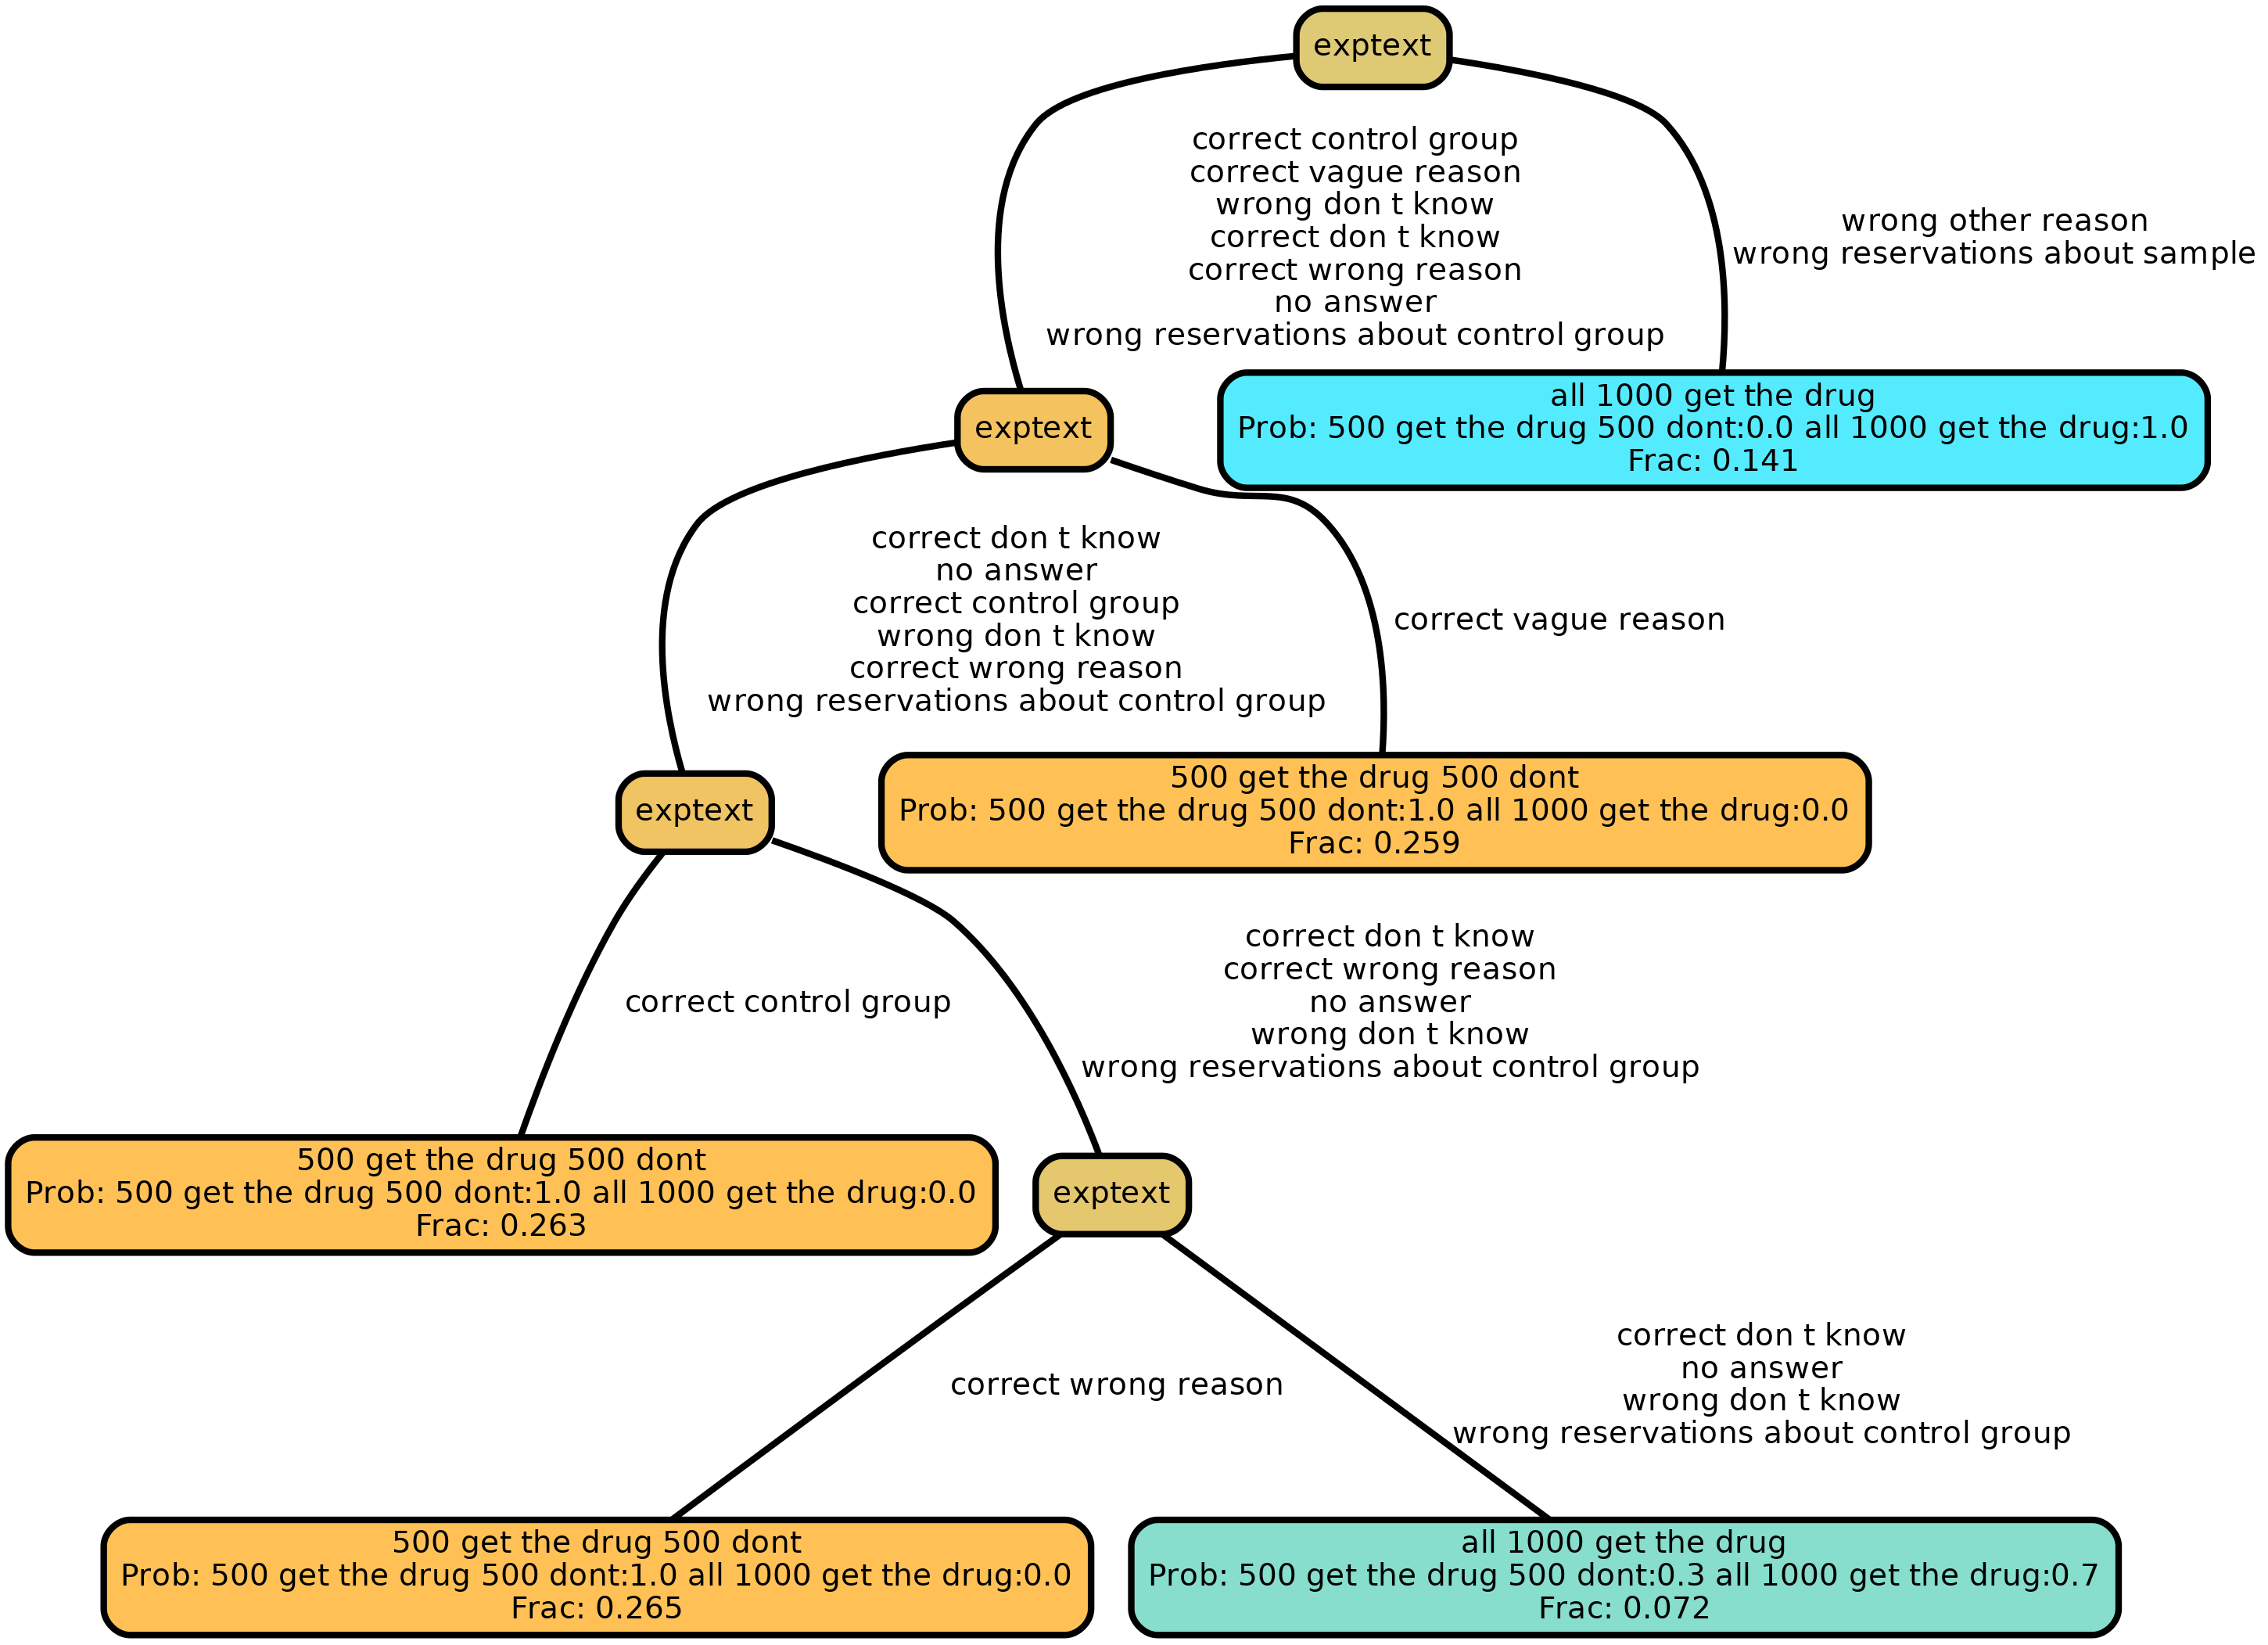 exptext
correct control group
correct vague reason
wrong don t know
correct don t know
correct wrong reason
no answer
wrong reservations about control group
wrong other reason
wrong reservations about sample
exptext
all 1000 get the drug
Prob: 500 get the drug 500 dont:0.0 all 1000 get the drug:1.0
Frac: 0.141
correct don t know
no answer
correct control group
wrong don t know
correct wrong reason
wrong reservations about control group
correct vague reason
exptext
500 get the drug 500 dont
Prob: 500 get the drug 500 dont:1.0 all 1000 get the drug:0.0
Frac: 0.259
correct control group
correct don t know
correct wrong reason
no answer
wrong don t know
wrong reservations about control group
500 get the drug 500 dont
Prob: 500 get the drug 500 dont:1.0 all 1000 get the drug:0.0
Frac: 0.263
exptext
correct wrong reason
correct don t know
no answer
wrong don t know
wrong reservations about control group
500 get the drug 500 dont
Prob: 500 get the drug 500 dont:1.0 all 1000 get the drug:0.0
Frac: 0.265
all 1000 get the drug
Prob: 500 get the drug 500 dont:0.3 all 1000 get the drug:0.7
Frac: 0.072